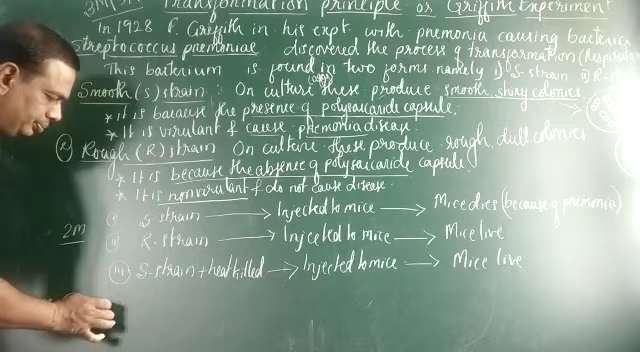 3M Transformation principle or Griffith Experiment
In 1928 F. Griffith in his expt. with pnemonia causing bacteria
Streptococcus pnemoniae discovered the process of transformation (Respirato
This bacterium is found in two forms namely i) S-strain ii) R-s
Smooth (s) strain : On culture these produce smooth, shiny colonies.
* It is because the presence of polysaccaride capsule.
* It is virulant & cause pnemonia disease.
② Rough (R) strain On culture these produce rough, dull colonies
* It is because the absence of polysaccaride capsule.
* It is nonvirulant & do not cause disease.
i) S strain → Injected to mice → Mice dies (because of pnemonia)
2M ii) R. strain → Injected to mice → Mice live
iii) S-strain + heat killed → Injected to mice → Mice live